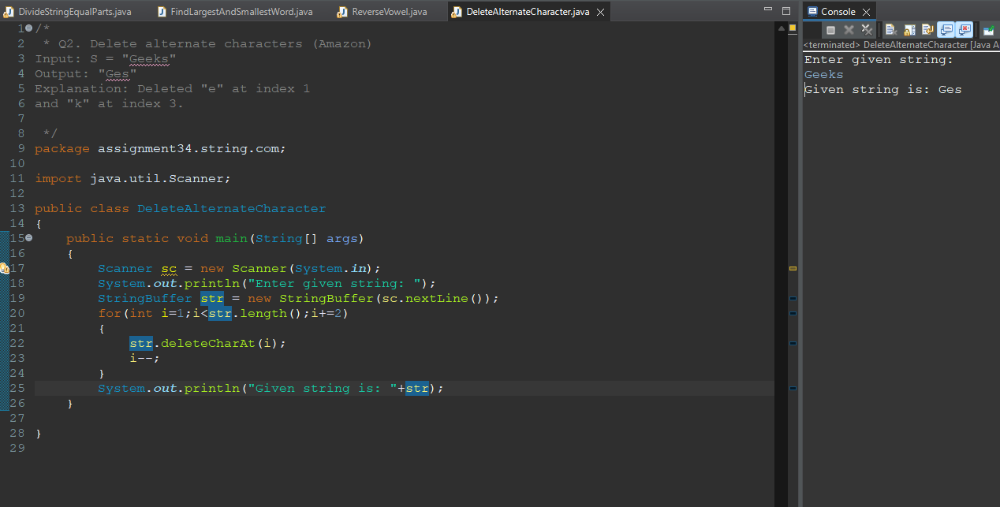 DivideStringEqualParts.java FindLargestAndSmallestWord.java ReverseVowel.java DeleteAlternateCharacter.java
1 /*
2 * Q2. Delete alternate characters (Amazon)
3 Input: S = "Geeks"
4 Output: "Ges"
5 Explanation: Deleted "e" at index 1
6 and "k" at index 3.
7
8 */
9 package assignment34.string.com;
10
11 import java.util.Scanner;
12
13 public class DeleteAlternateCharacter
14 {
15 public static void main(String[] args)
16 {
17 Scanner sc = new Scanner(System.in);
18 System.out.println("Enter given string: ");
19 StringBuffer str = new StringBuffer(sc.nextLine());
20 for(int i=1;i<str.length();i+=2)
21 {
22 str.deleteCharAt(i);
23 i--;
24 }
25 System.out.println("Given string is: "+str);
26 }
27
28 }
29
Console
<terminated> DeleteAlternateCharacter [Java A
Enter given string:
Geeks
Given string is: Ges